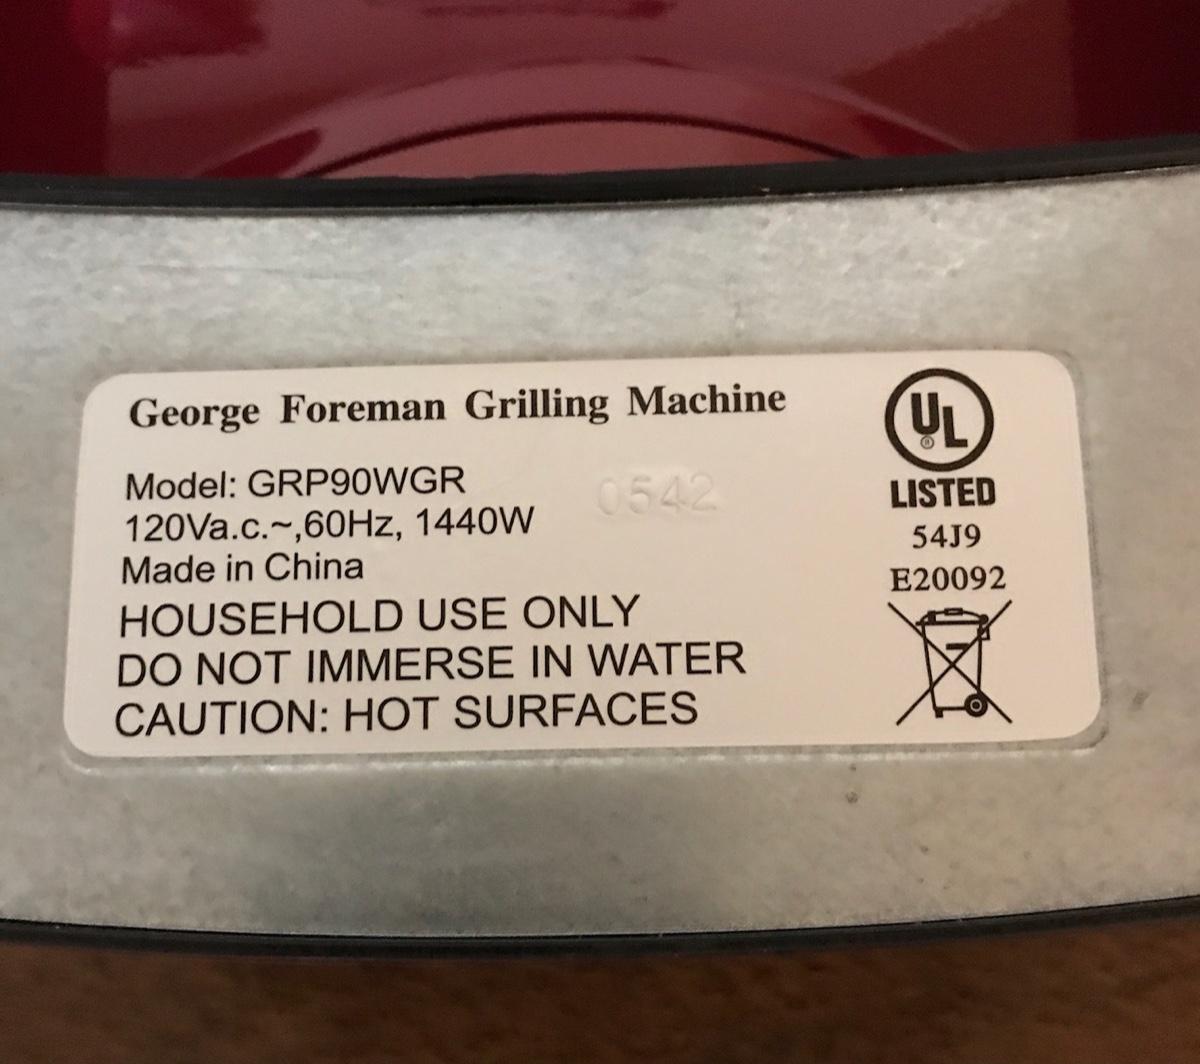 George Foreman Grilling Machine
Model: GRP90WGR
0542
120Va.c.~,60Hz, 1440W
Made in China
HOUSEHOLD USE ONLY
DO NOT IMMERSE IN WATER
CAUTION: HOT SURFACES
UL
®
LISTED
54J9
E20092